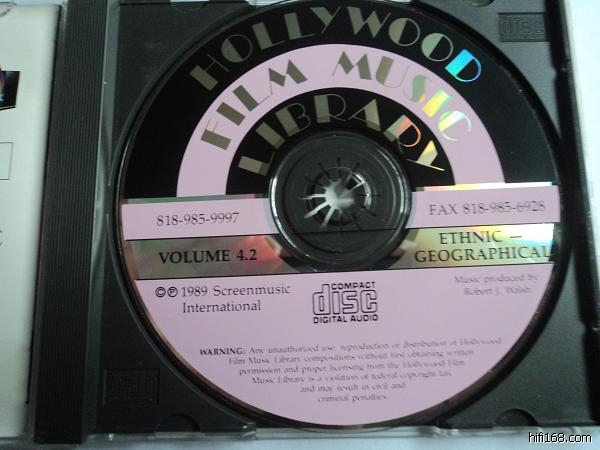 HOLLYWOOD
FILM MUSIC
LIBRARY
818-985-9997
FAX 818-985-6928
VOLUME 4.2
ETHNIC —
GEOGRAPHICAL
©℗ 1989 Screenmusic
International
COMPACT
disc
DIGITAL AUDIO
Music produced by
Robert J. Walsh
WARNING: Any unauthorized use, reproduction or distribution of Hollywood
Film Music Library compositions without first obtaining written
permission and proper licensing from the Hollywood Film
Music Library is a violation of federal copyright law
and may result in civil and
criminal penalties.
disc
hifi168.com